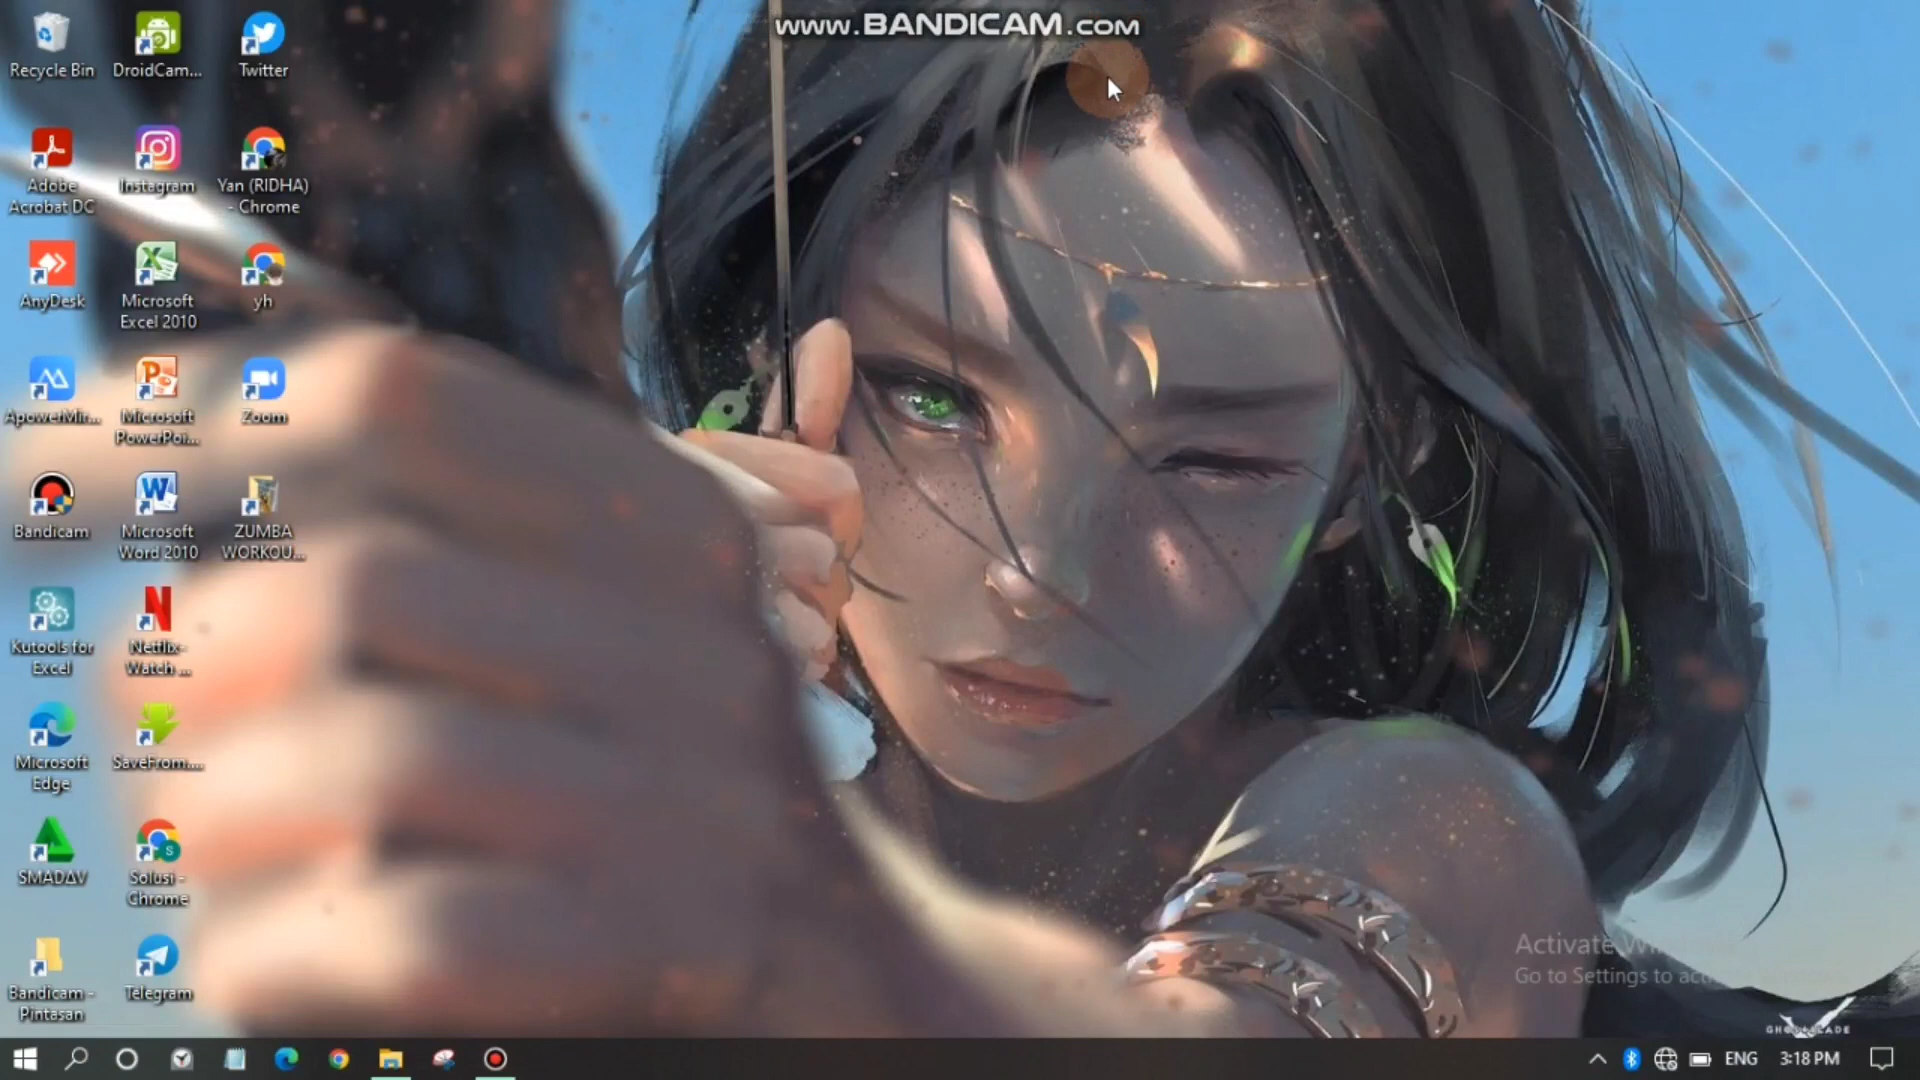 www.BANDICAM.com
Recycle Bin
DroidCam...
Twitter
Adobe
Acrobat DC
Instagram
Yan (RIDHA)
- Chrome
AnyDesk
Microsoft
Excel 2010
yh
ApowerMir...
Microsoft
PowerPoi...
Zoom
Bandicam
Microsoft
Word 2010
ZUMBA
WORKOU...
Kutools for
Excel
Netflix-
Watch ...
Microsoft
Edge
SaveFrom....
SMADΔV
Solusi -
Chrome
Bandicam -
Pintasan
Telegram
Activate
Go to Settings to
GHOSTBLADE
ENG
3:18 PM